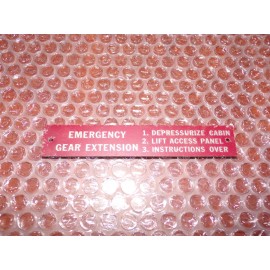 EMERGENCY
GEAR EXTENSION
1. DEPRESSURIZE CABIN
2. LIFT ACCESS PANEL
3. INSTRUCTIONS OVER